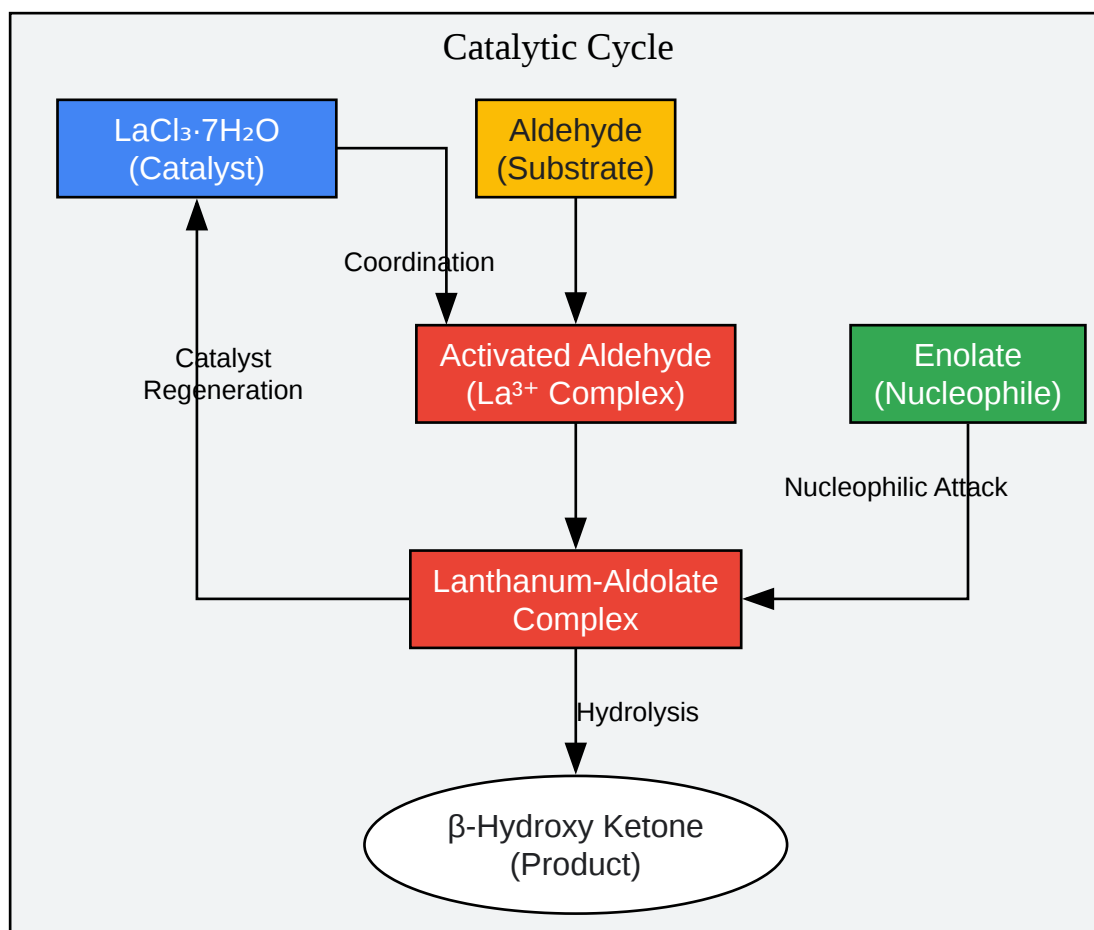 Catalytic Cycle
LaCl₃·7H₂O
(Catalyst)
Aldehyde
(Substrate)
Coordination
Activated Aldehyde
(La³⁺ Complex)
Enolate
(Nucleophile)
Catalyst
Regeneration
Nucleophilic Attack
Lanthanum-Aldolate
Complex
Hydrolysis
β-Hydroxy Ketone
(Product)